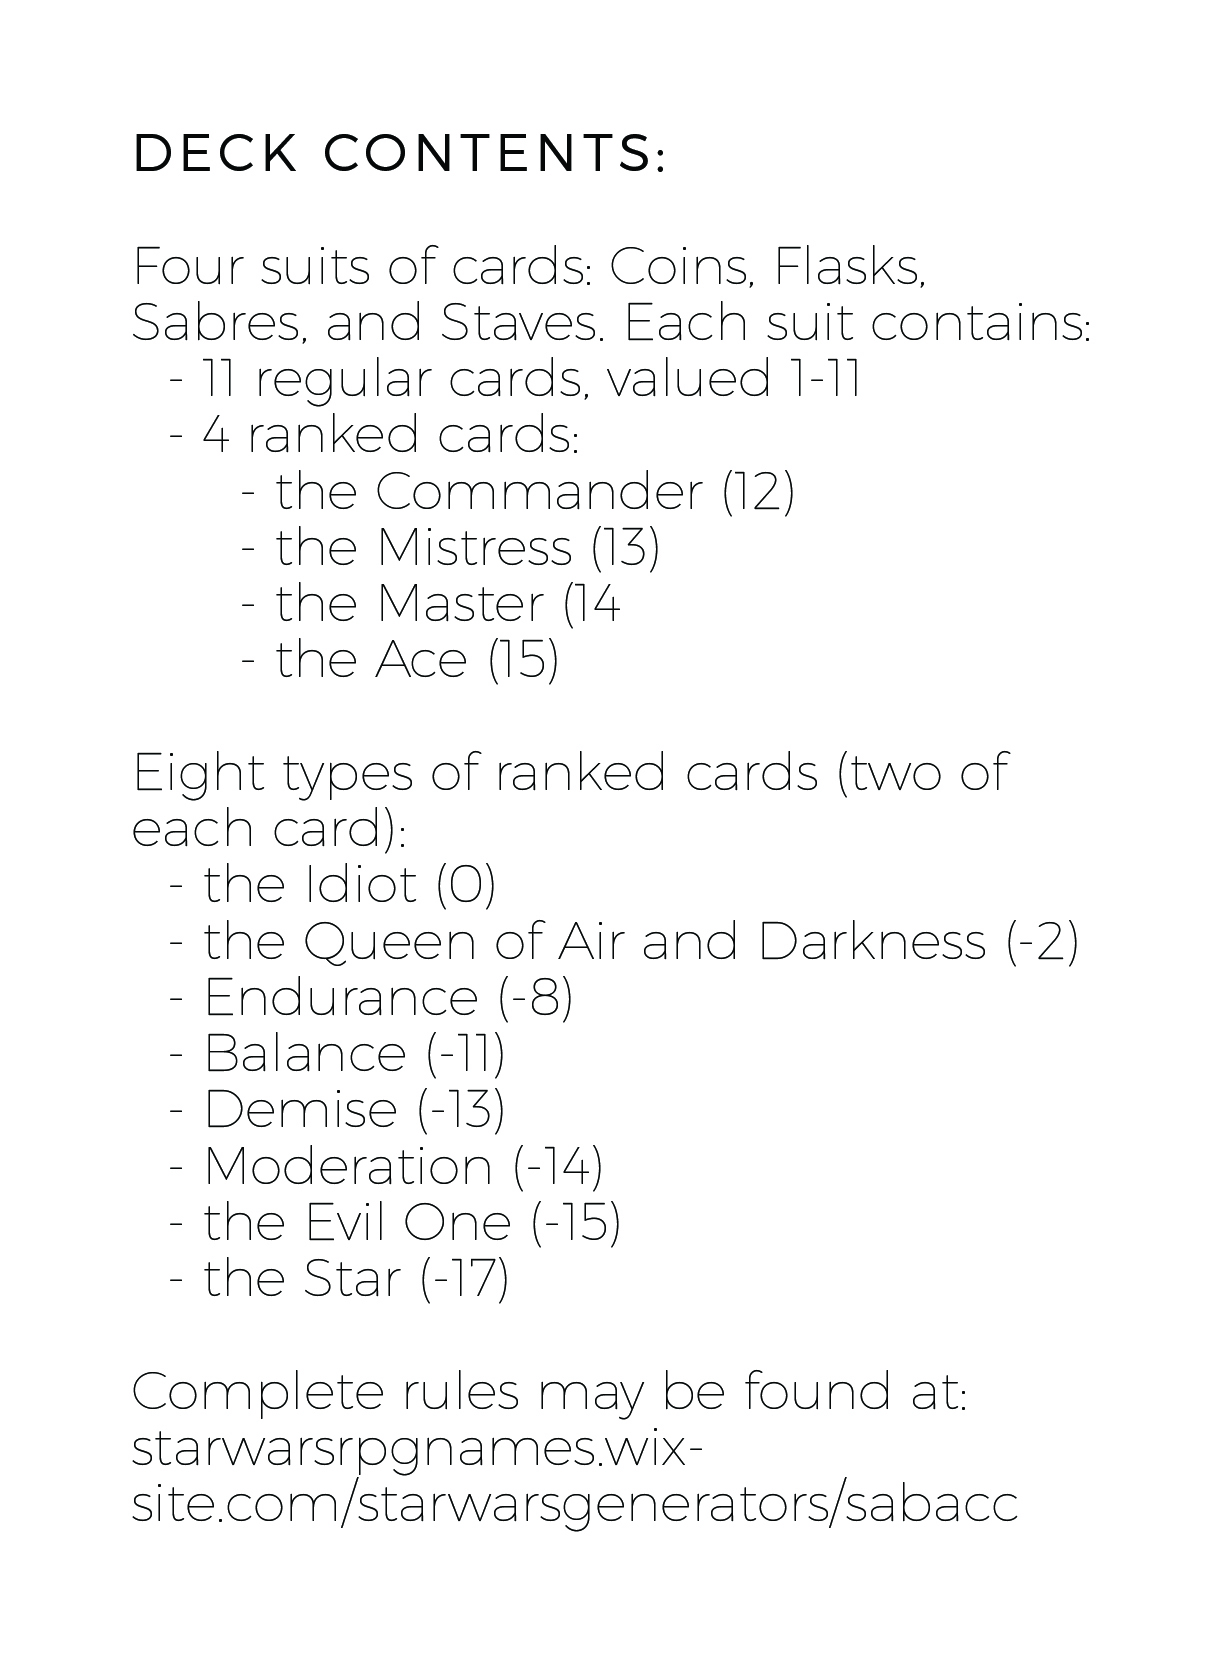 DECK CONTENTS:
Four suits of cards: Coins, Flasks,
Sabres, and Staves. Each suit contains:
- 11 regular cards, valued 1-11
- 4 ranked cards:
- the Commander (12)
- the Mistress (13)
- the Master (14
- the Ace (15)
Eight types of ranked cards (two of
each card):
- the Idiot (0)
- the Queen of Air and Darkness (-2)
- Endurance (-8)
- Balance (-11)
- Demise (-13)
- Moderation (-14)
- the Evil One (-15)
- the Star (-17)
Complete rules may be found at:
starwarsrpgnames.wix-
site.com/starwarsgenerators/sabacc